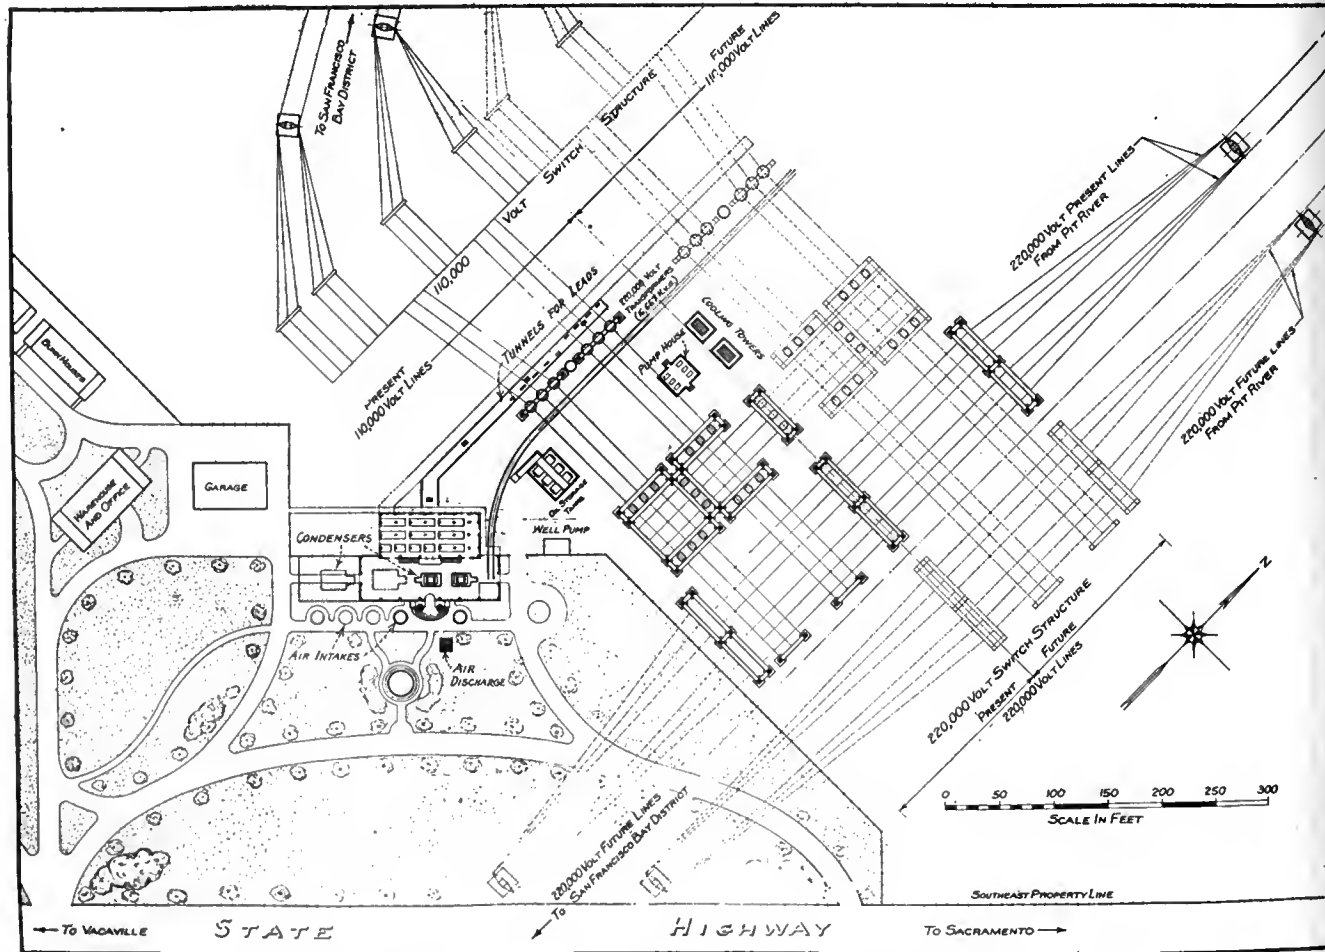 TO SAN FRANCISCO
BAY DISTRICT
110,000 VOLT SWITCH STRUCTURE
FUTURE
110,000 VOLT LINES
PRESENT
110,000 VOLT LINES
TUNNELS FOR LEADS
220,000 VOLT
TRANSFORMERS
COOLING TOWERS
PUMP HOUSE
220,000 VOLT PRESENT LINES
FROM PIT RIVER
220,000 VOLT FUTURE LINES
FROM PIT RIVER
BUNKHOUSES
WAREHOUSE
AND OFFICE
GARAGE
OIL STORAGE
TANKS
WELL PUMP
CONDENSERS
AIR INTAKES
AIR
DISCHARGE
N
220,000 VOLT SWITCH STRUCTURE
PRESENT FUTURE
220,000 VOLT LINES
0 50 100 150 200 250 300
SCALE IN FEET
220,000 VOLT FUTURE LINES
TO SAN FRANCISCO BAY DISTRICT
SOUTHEAST PROPERTY LINE
TO VACAVILLE
STATE HIGHWAY
TO SACRAMENTO